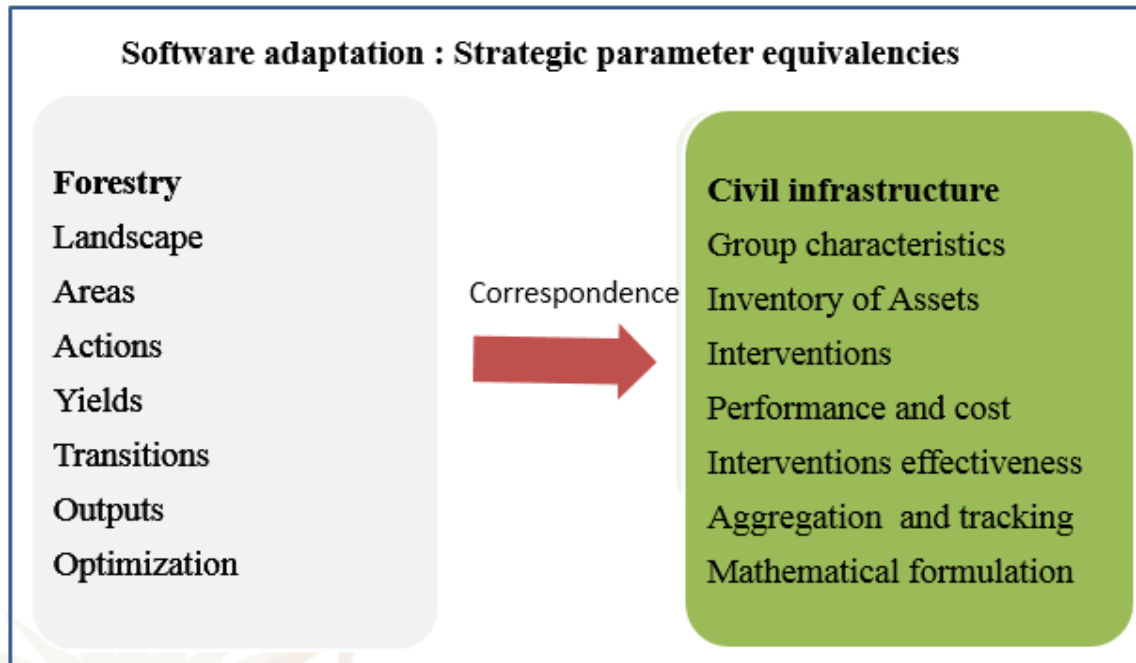 Software adaptation : Strategic parameter equivalencies
Forestry
Landscape
Areas
Actions
Yields
Transitions
Outputs
Optimization
Correspondence
Civil infrastructure
Group characteristics
Inventory of Assets
Interventions
Performance and cost
Interventions effectiveness
Aggregation and tracking
Mathematical formulation